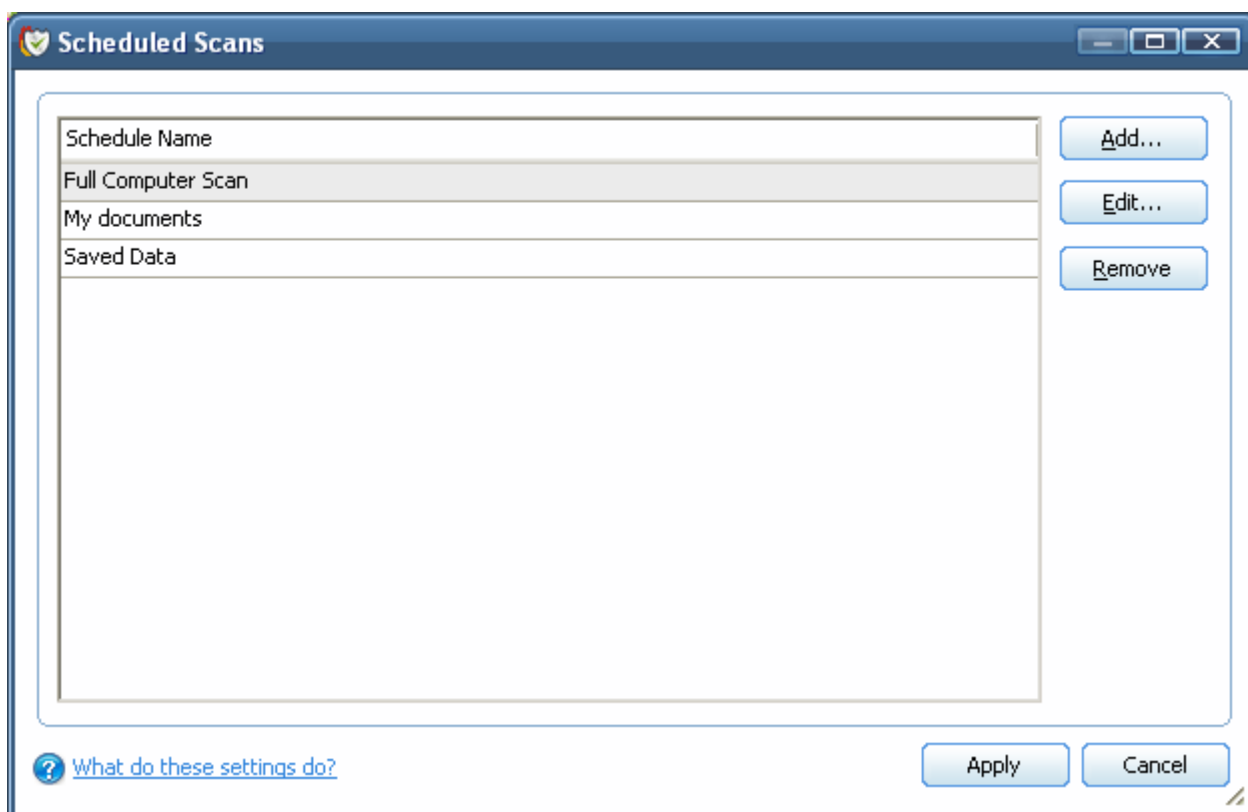 Scheduled Scans
Schedule Name
Full Computer Scan
My documents
Saved Data
Add...
Edit...
Remove
What do these settings do?
Apply
Cancel